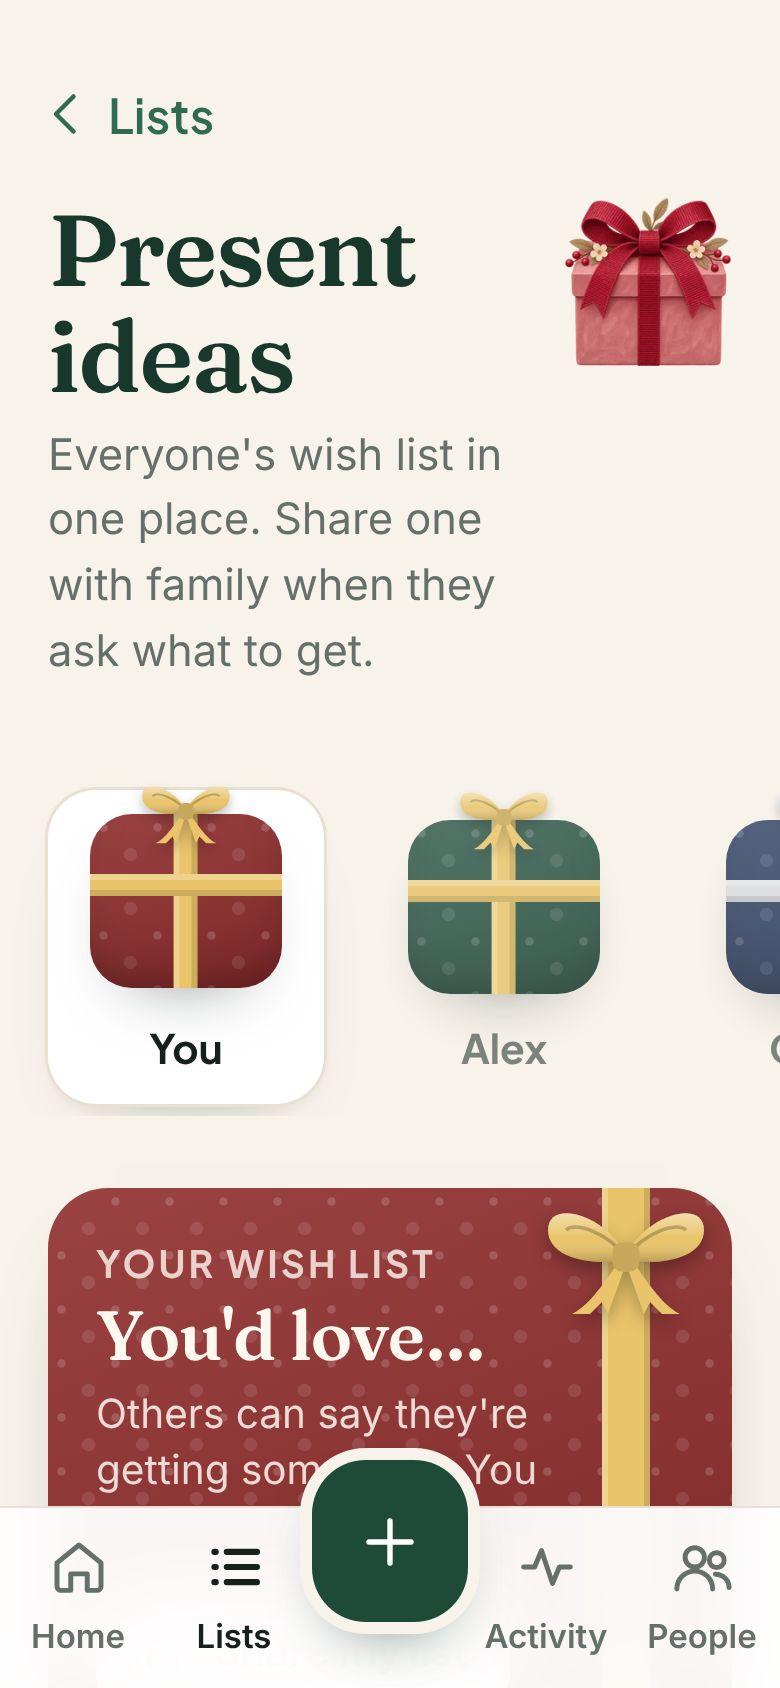 Lists
Present
ideas
Everyone's wish list in
one place. Share one
with family when they
ask what to get.
You
Alex
YOUR WISH LIST
You'd love...
Others can say they're
getting som You
Home
Lists
Activity
People